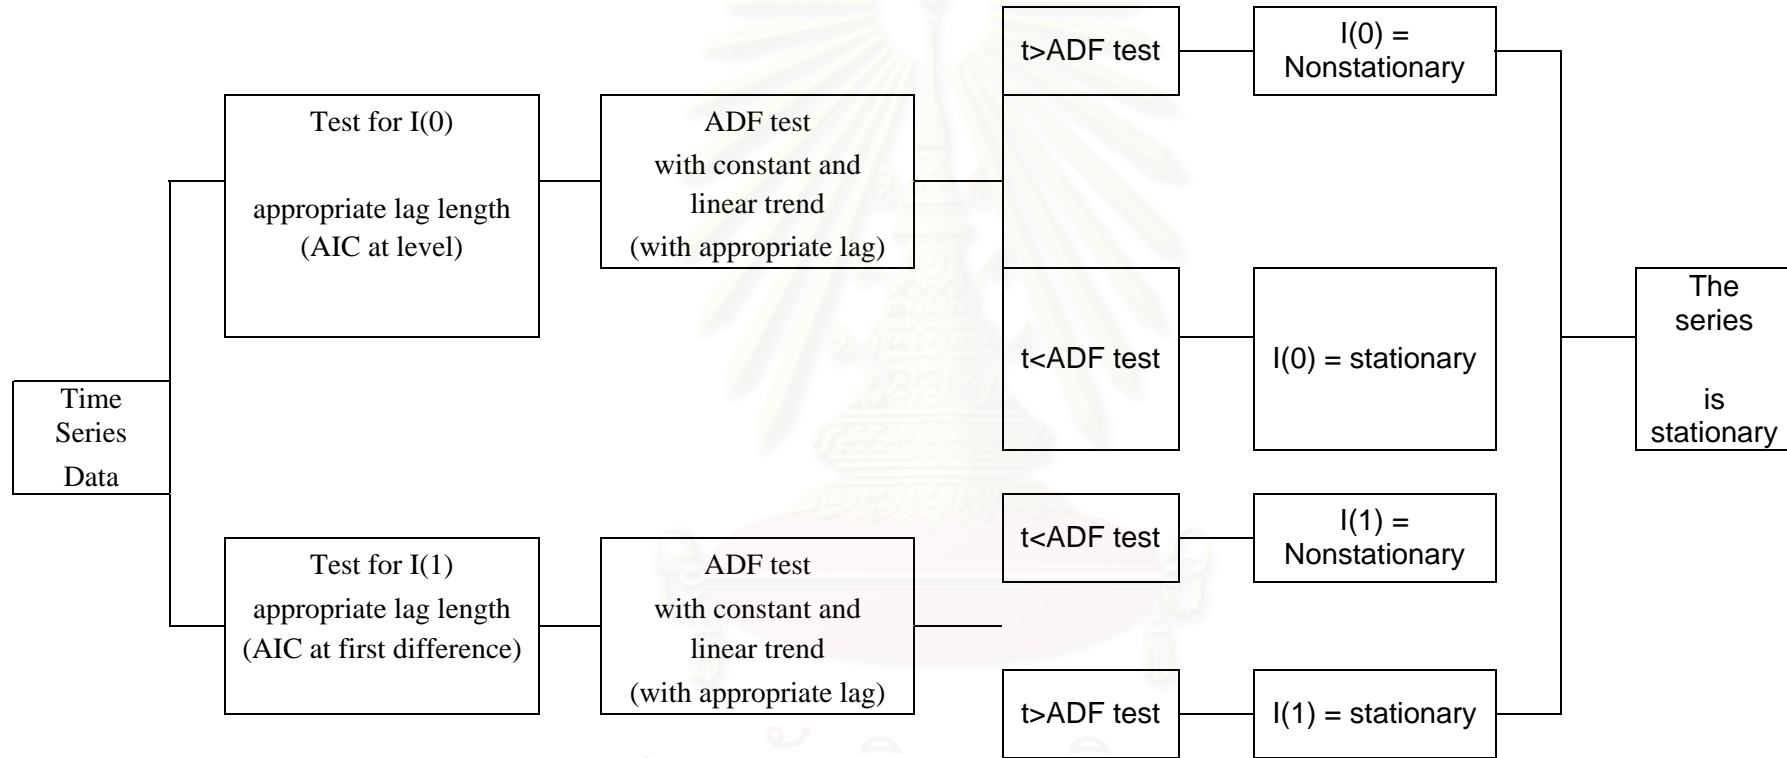 Time
Series
Data
Test for I(0)
appropriate lag length
(AIC at level)
ADF test
with constant and
linear trend
(with appropriate lag)
t>ADF test
I(0) =
Nonstationary
t<ADF test
I(0) = stationary
Test for I(1)
appropriate lag length
(AIC at first difference)
ADF test
with constant and
linear trend
(with appropriate lag)
t<ADF test
I(1) =
Nonstationary
t>ADF test
I(1) = stationary
The
series
is
stationary